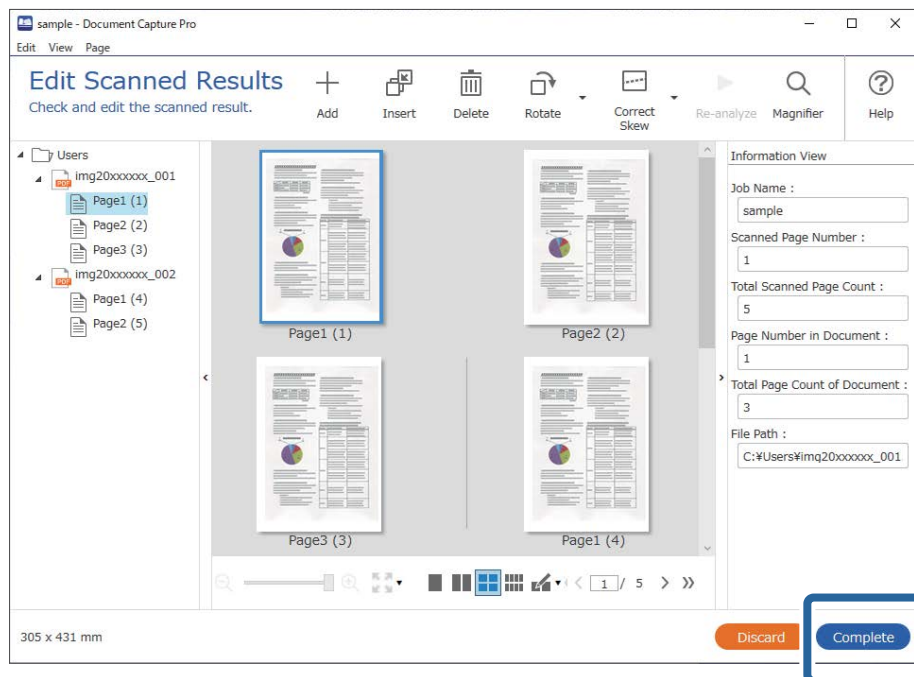 sample - Document Capture Pro
Edit View Page
Edit Scanned Results
Check and edit the scanned result.
Add
Insert
Delete
Rotate
Correct
Skew
Re-analyze
Magnifier
Help
Users
img20xxxxxx_001
PDF
Page1 (1)
Page2 (2)
Page3 (3)
img20xxxxxx_002
PDF
Page1 (4)
Page2 (5)
Page1 (1)
Page2 (2)
Page3 (3)
Page1 (4)
1 / 5
Information View
Job Name :
sample
Scanned Page Number :
1
Total Scanned Page Count :
5
Page Number in Document :
1
Total Page Count of Document :
3
File Path :
C:¥Users¥img20xxxxxx_001
305 x 431 mm
Discard
Complete